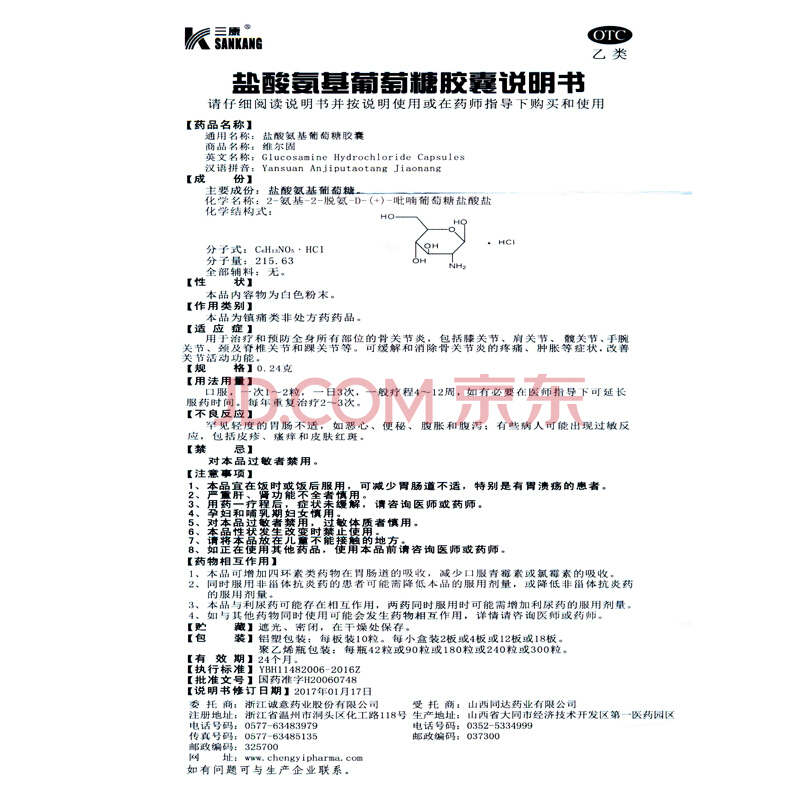 三康®
SANKANG
OTC
乙类
盐酸氨基葡萄糖胶囊说明书
请仔细阅读说明书并按说明使用或在药师指导下购买和使用
【药品名称】
通用名称：盐酸氨基葡萄糖胶囊
商品名称：维尔固
英文名称：Glucosamine Hydrochloride Capsules
汉语拼音：Yansuan Anjiputaotang Jiaonang
【成 份】
主要成份：盐酸氨基葡萄糖
化学名称：2-氨基-2-脱氨-D-(+)-吡喃葡萄糖盐酸盐
化学结构式：
HO HO O OH OH NH₂ · HCl
分子式：C₆H₁₃NO₅·HCl
分子量：215.63
全部辅料：无。
【性 状】
本品内容物为白色粉末。
【作用类别】
本品为镇痛类非处方药药品。
【适 应 症】
用于治疗和预防全身所有部位的骨关节炎，包括膝关节、肩关节、髋关节、手腕
关节、颈及脊椎关节和踝关节等。可缓解和消除骨关节炎的疼痛、肿胀等症状，改善
关节活动功能。
【规 格】0.24克
【用法用量】
口服，一次1～2粒，一日3次，一般疗程4～12周，如有必要在医师指导下可延长
服药时间。每年重复治疗2～3次。
【不良反应】
罕见轻度的胃肠不适，如恶心、便秘、腹胀和腹泻；有些病人可能出现过敏反
应，包括皮疹、瘙痒和皮肤红斑。
【禁 忌】
对本品过敏者禁用。
【注意事项】
1、本品宜在饭时或饭后服用，可减少胃肠道不适，特别是有胃溃疡的患者。
2、严重肝、肾功能不全者慎用。
3、用药一疗程后，症状未缓解，请咨询医师或药师。
4、孕妇和哺乳期妇女慎用。
5、对本品过敏者禁用，过敏体质者慎用。
6、本品性状发生改变时禁止使用。
7、请将本品放在儿童不能接触的地方。
8、如正在使用其他药品，使用本品前请咨询医师或药师。
【药物相互作用】
1、本品可增加四环素类药物在胃肠道的吸收，减少口服青霉素或氯霉素的吸收。
2、同时服用非甾体抗炎药的患者可能需降低本品的服用剂量，或降低非甾体抗炎药
的服用剂量。
3、本品与利尿药可能存在相互作用，两药同时服用时可能需增加利尿药的服用剂量。
4、如与其他药物同时使用可能会发生药物相互作用，详情请咨询医师或药师。
【贮 藏】遮光、密闭，在干燥处保存。
【包 装】铝塑包装：每板装10粒。每小盒装2板或4板或12板或18板。
聚乙烯瓶包装：每瓶42粒或90粒或180粒或240粒或300粒。
【有 效 期】24个月。
【执行标准】YBH11482006-2016Z
【批准文号】国药准字H20060748
【说明书修订日期】2017年01月17日
委 托 商：浙江诚意药业股份有限公司 受 托 商：山西同达药业有限公司
注册地址：浙江省温州市洞头区化工路118号 生产地址：山西省大同市经济技术开发区第一医药园区
电话号码：0577-63483979 电话号码：0352-5334999
传真号码：0577-63485135 邮政编码：037300
邮政编码：325700
网 址：www.chengyipharma.com
如有问题可与生产企业联系。
JD.COM 京东